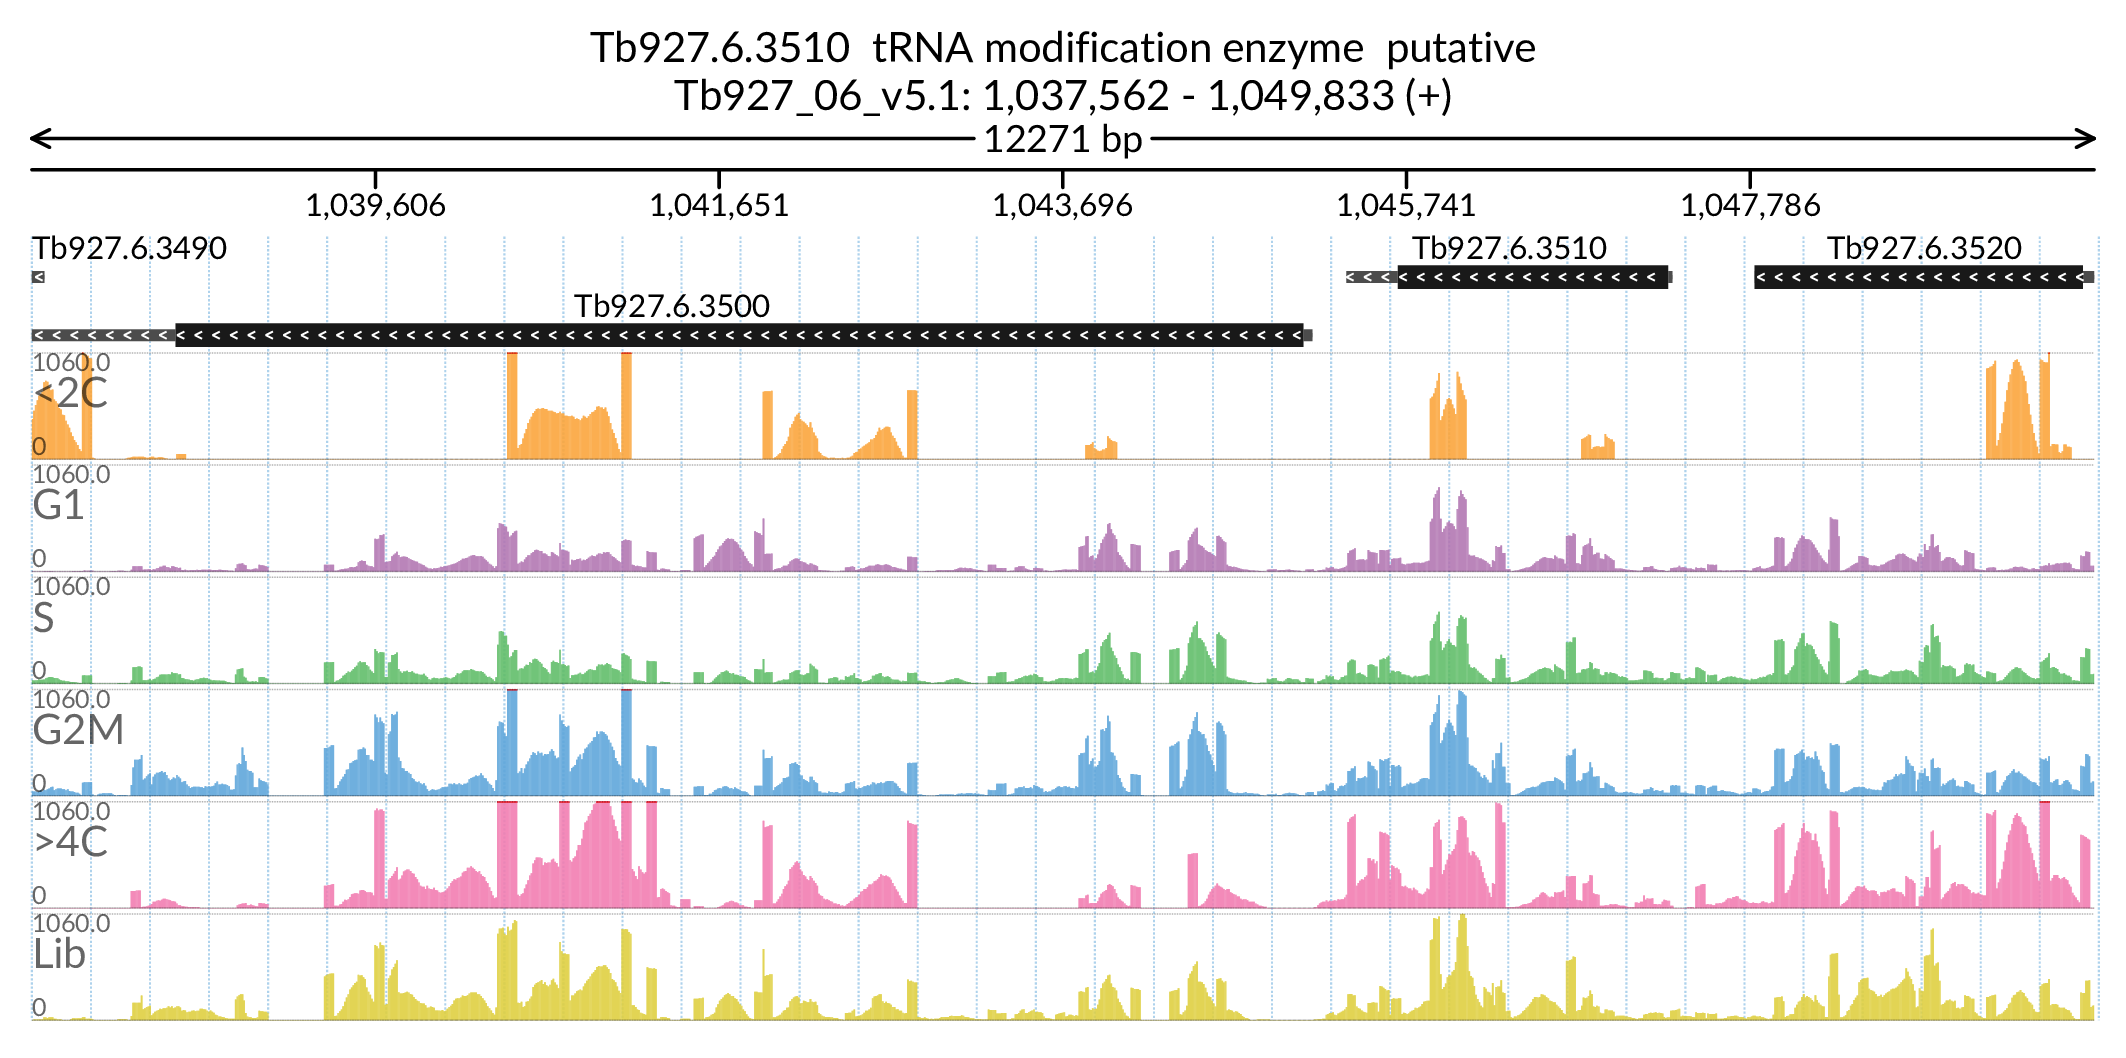 Tb927.6.3510  tRNA modification enzyme  putative
Tb927_06_v5.1: 1,037,562 - 1,049,833 (+)
12271 bp
1,039,606 1,041,651 1,043,696 1,045,741 1,047,786
Tb927.6.3490 Tb927.6.3510 Tb927.6.3520
Tb927.6.3500
1060.0
<2C
0
1060.0
G1
0
1060.0
S
0
1060.0
G2M
0
1060.0
>4C
0
1060.0
Lib
0